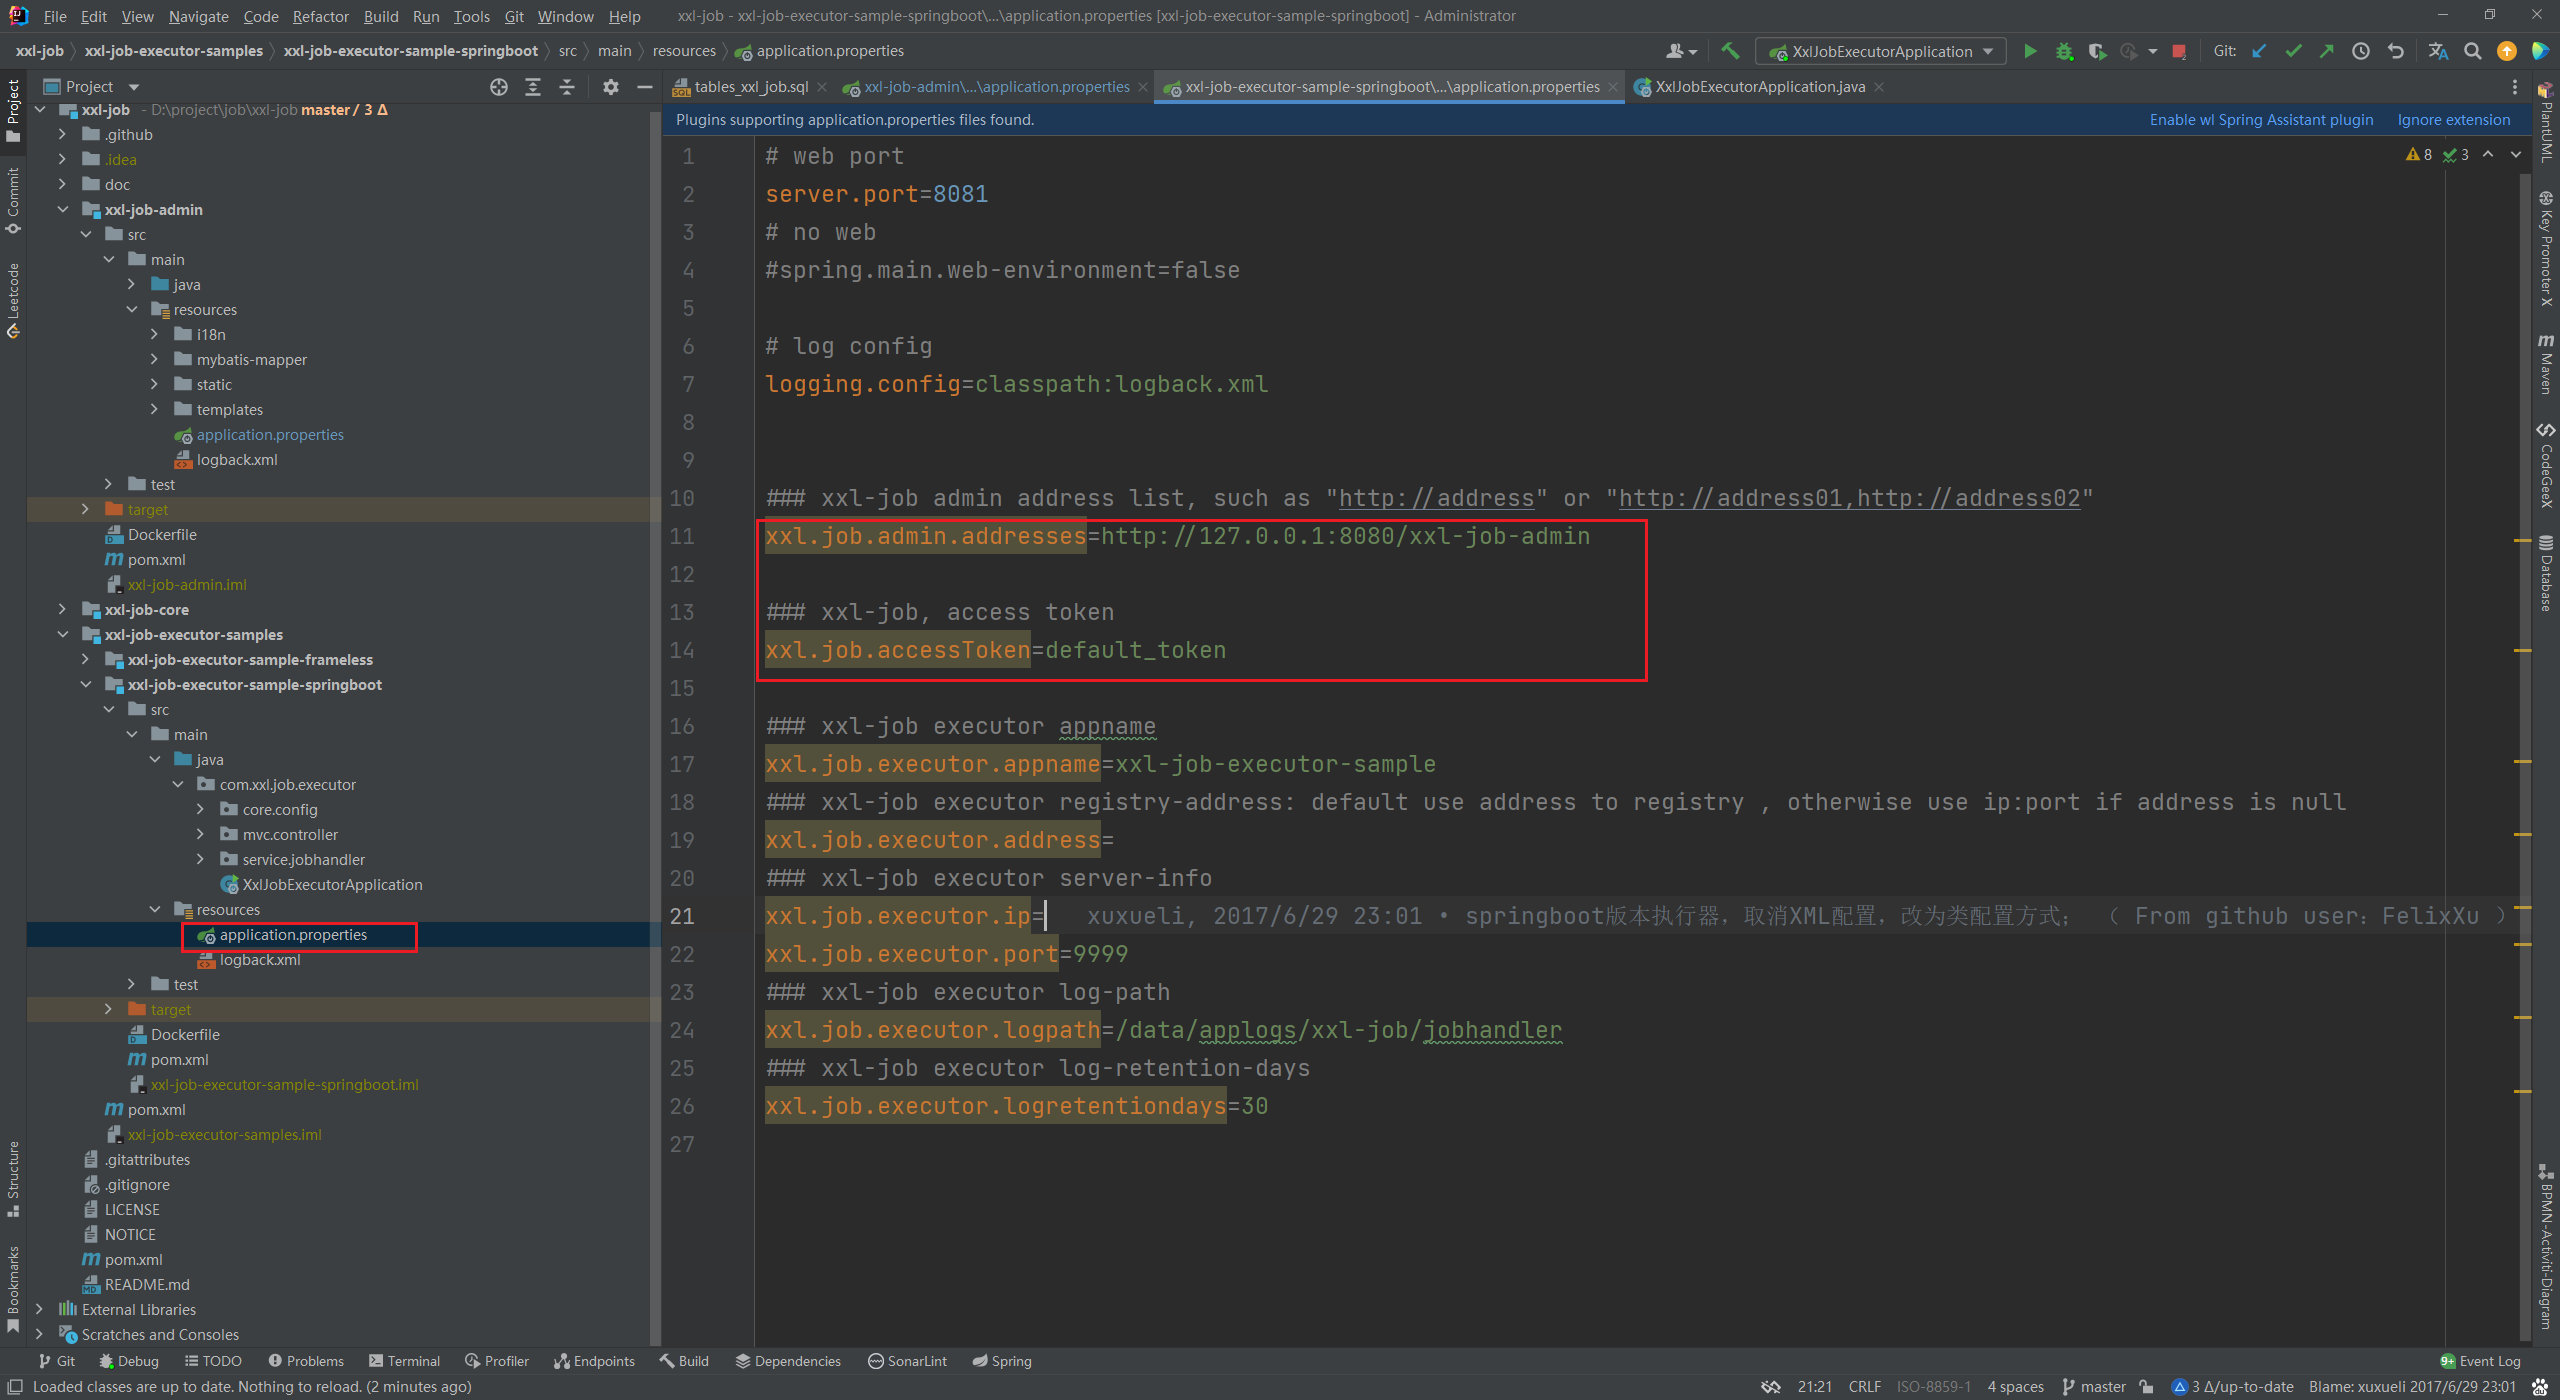 File Edit View Navigate Code Refactor Build Run Tools Git Window Help xxl-job - xxl-job-executor-sample-springboot\...\application.properties [xxl-job-executor-sample-springboot] - Administrator
xxl-job xxl-job-executor-samples xxl-job-executor-sample-springboot src main resources application.properties XxlJobExecutorApplication Git:
Project
tables_xxl_job.sql xxl-job-admin\...\application.properties xxl-job-executor-sample-springboot\...\application.properties XxlJobExecutorApplication.java
Plugins supporting application.properties files found. Enable wl Spring Assistant plugin Ignore extension
8 3
Project
Commit
Leetcode
Structure
Bookmarks
xxl-job - D:\project\job\xxl-job master / 3 Δ
.github
.idea
doc
xxl-job-admin
src
main
java
resources
i18n
mybatis-mapper
static
templates
application.properties
logback.xml
test
target
Dockerfile
pom.xml
xxl-job-admin.iml
xxl-job-core
xxl-job-executor-samples
xxl-job-executor-sample-frameless
xxl-job-executor-sample-springboot
src
main
java
com.xxl.job.executor
core.config
mvc.controller
service.jobhandler
XxlJobExecutorApplication
resources
application.properties
logback.xml
test
target
Dockerfile
pom.xml
xxl-job-executor-sample-springboot.iml
pom.xml
xxl-job-executor-samples.iml
.gitattributes
.gitignore
LICENSE
NOTICE
pom.xml
README.md
External Libraries
Scratches and Consoles
1 # web port
2 server.port=8081
3 # no web
4 #spring.main.web-environment=false
5
6 # log config
7 logging.config=classpath:logback.xml
8
9
10 ### xxl-job admin address list, such as "http://address" or "http://address01,http://address02"
11 xxl.job.admin.addresses=http://127.0.0.1:8080/xxl-job-admin
12
13 ### xxl-job, access token
14 xxl.job.accessToken=default_token
15
16 ### xxl-job executor appname
17 xxl.job.executor.appname=xxl-job-executor-sample
18 ### xxl-job executor registry-address: default use address to registry , otherwise use ip:port if address is null
19 xxl.job.executor.address=
20 ### xxl-job executor server-info
21 xxl.job.executor.ip= xuxueli, 2017/6/29 23:01 • springboot版本执行器，取消XML配置，改为类配置方式； （ From github user：FelixXu ）
22 xxl.job.executor.port=9999
23 ### xxl-job executor log-path
24 xxl.job.executor.logpath=/data/applogs/xxl-job/jobhandler
25 ### xxl-job executor log-retention-days
26 xxl.job.executor.logretentiondays=30
27
PlantUML
Key Promoter X
Maven
CodeGeeX
Database
BPMN-Activiti-Diagram
Git Debug TODO Problems Terminal Profiler Endpoints Build Dependencies SonarLint Spring 9+ Event Log
Loaded classes are up to date. Nothing to reload. (2 minutes ago) 21:21 CRLF ISO-8859-1 4 spaces master 3 Δ/up-to-date Blame: xuxueli 2017/6/29 23:01